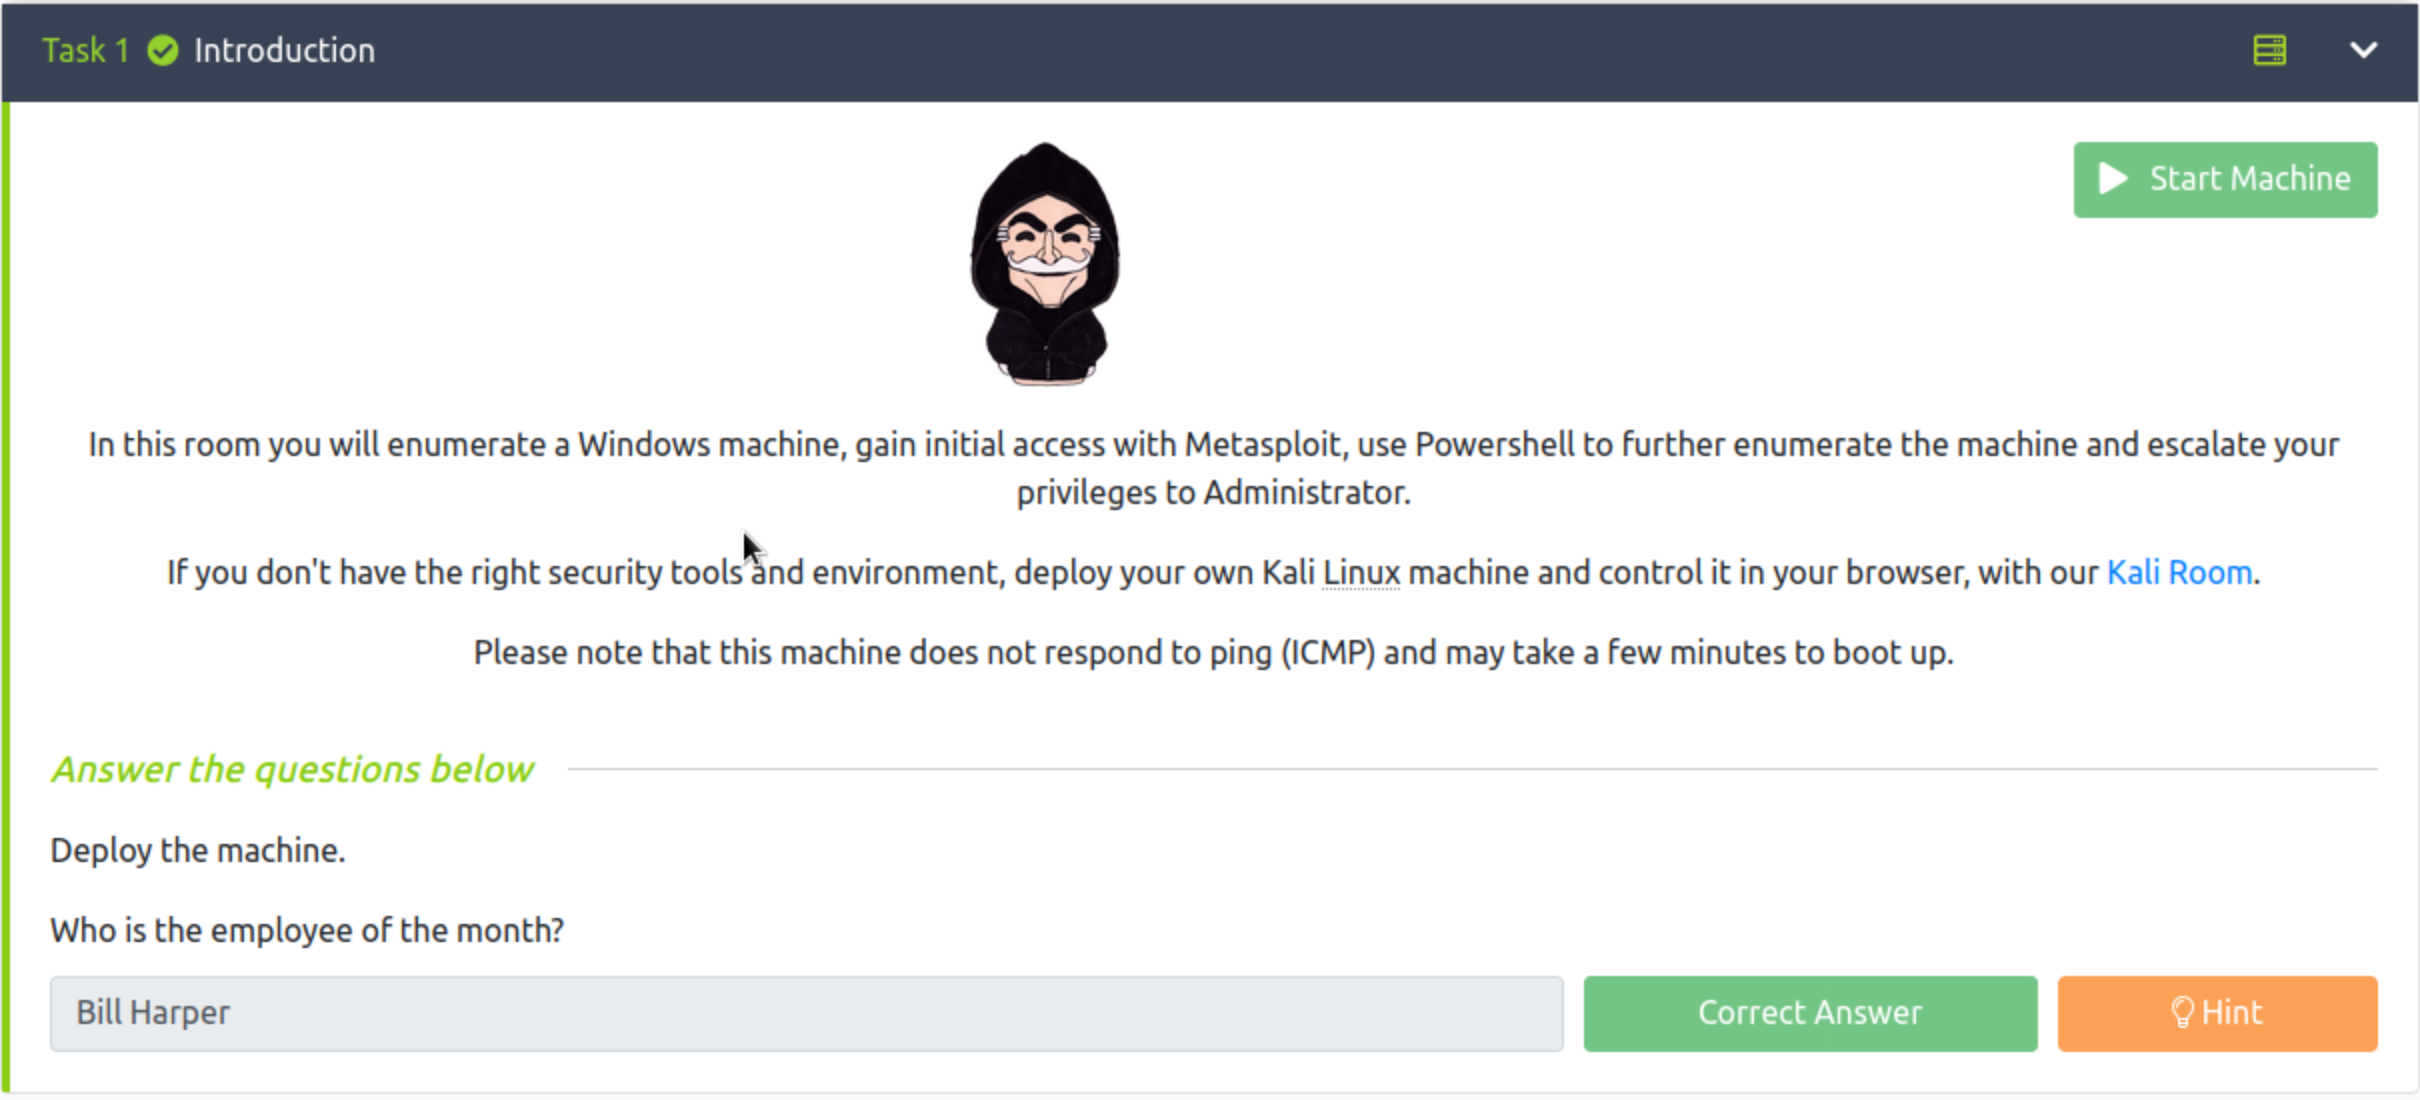 Task 1 Introduction
Start Machine
In this room you will enumerate a Windows machine, gain initial access with Metasploit, use Powershell to further enumerate the machine and escalate your
privileges to Administrator.
If you don't have the right security tools and environment, deploy your own Kali Linux machine and control it in your browser, with our Kali Room.
Please note that this machine does not respond to ping (ICMP) and may take a few minutes to boot up.
Answer the questions below
Deploy the machine.
Who is the employee of the month?
Bill Harper
Correct Answer
Hint